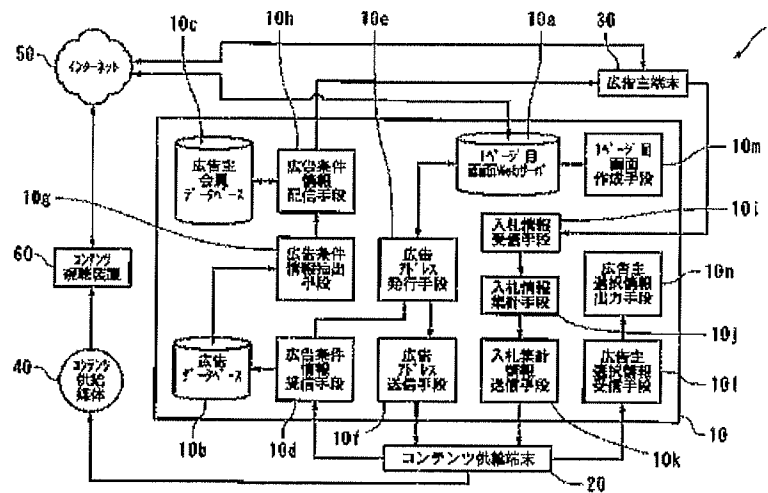 10c
10h
10e
10a
30
50
インターネット
広告主端末
広告主
会員
データベース
広告条件
情報
配信手段
1ページ目
画面Webサーバ
1ページ目
画面
作成手段
10m
10g
入札情報
受信手段
10i
60
コンテンツ
視聴装置
広告条件
情報抽出
手段
広告
アドレス
発行手段
入札情報
集計手段
広告主
選択情報
出力手段
10n
10j
40
コンテンツ
供給
媒体
広告
データベース
広告条件
情報
受信手段
広告
アドレス
送信手段
入札集計
情報
送信手段
広告主
選択情報
受信手段
10l
10
10b
10d
10f
10k
コンテンツ供給端末
20